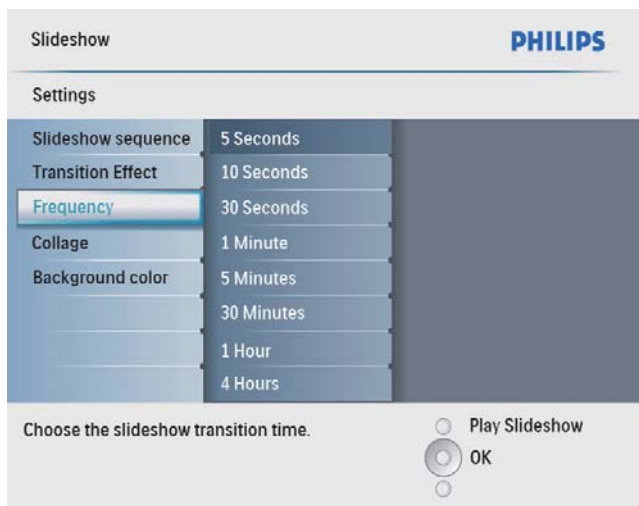 Slideshow
PHILIPS
Settings
Slideshow sequence
Transition Effect
Frequency
Collage
Background color
5 Seconds
10 Seconds
30 Seconds
1 Minute
5 Minutes
30 Minutes
1 Hour
4 Hours
Choose the slideshow transition time.
Play Slideshow
OK